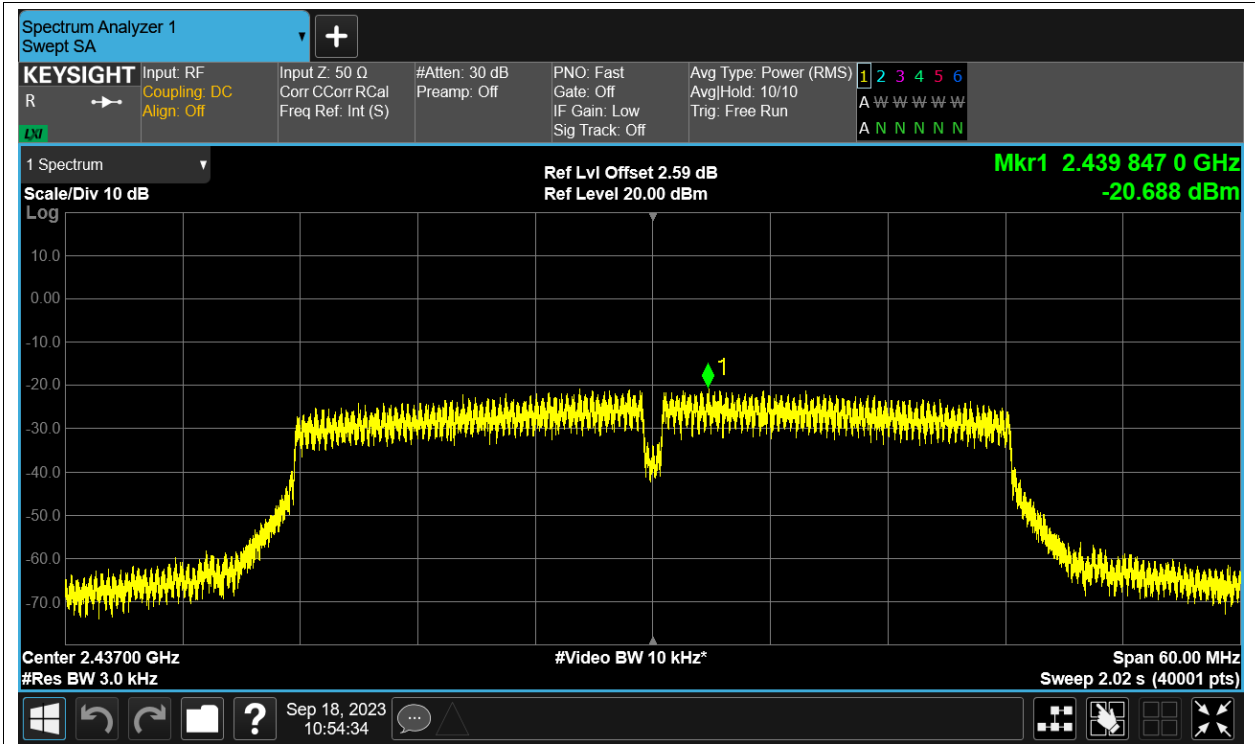 Spectrum Analyzer 1
Swept SA
+
KEYSIGHT
R
LXI
Input: RF
Coupling: DC
Align: Off
Input Z: 50 Ω
Corr CCorr RCal
Freq Ref: Int (S)
#Atten: 30 dB
Preamp: Off
PNO: Fast
Gate: Off
IF Gain: Low
Sig Track: Off
Avg Type: Power (RMS)
Avg|Hold: 10/10
Trig: Free Run
1 2 3 4 5 6
A W W W W W
A N N N N N
1 Spectrum
Scale/Div 10 dB
Log
Ref Lvl Offset 2.59 dB
Ref Level 20.00 dBm
Mkr1 2.439 847 0 GHz
-20.688 dBm
10.0
0.00
-10.0
-20.0
-30.0
-40.0
-50.0
-60.0
-70.0
1
Center 2.43700 GHz
#Res BW 3.0 kHz
#Video BW 10 kHz*
Span 60.00 MHz
Sweep 2.02 s (40001 pts)
?
Sep 18, 2023
10:54:34